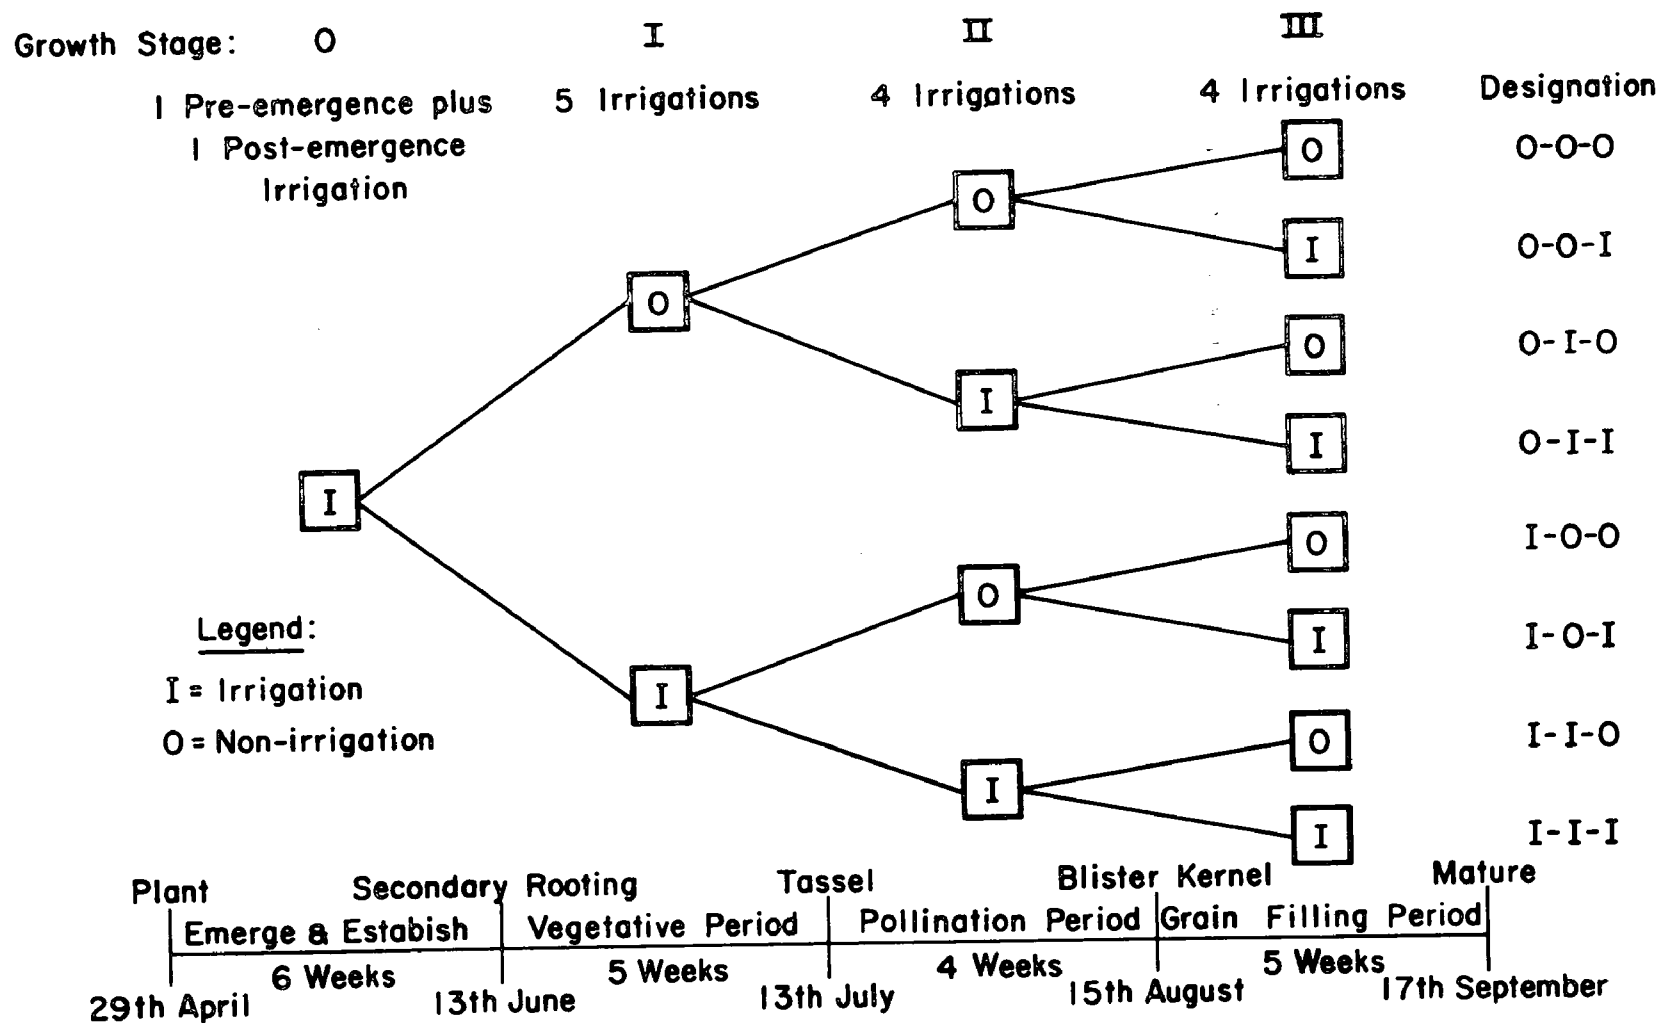 Growth Stage: O I II III
1 Pre-emergence plus 5 Irrigations 4 Irrigations 4 Irrigations Designation
1 Post-emergence
Irrigation
O O-O-O
O
I O-O-I
O
O O-I-O
I
I O-I-I
I
O I-O-O
O
I I-O-I
Legend:
I
I = Irrigation
O = Non-irrigation
O I-I-O
I
I I-I-I
Plant Secondary Rooting Tassel Blister Kernel Mature
Emerge & Estabish Vegetative Period Pollination Period Grain Filling Period
6 Weeks 5 Weeks 4 Weeks 5 Weeks
29th April 13th June 13th July 15th August 17th September